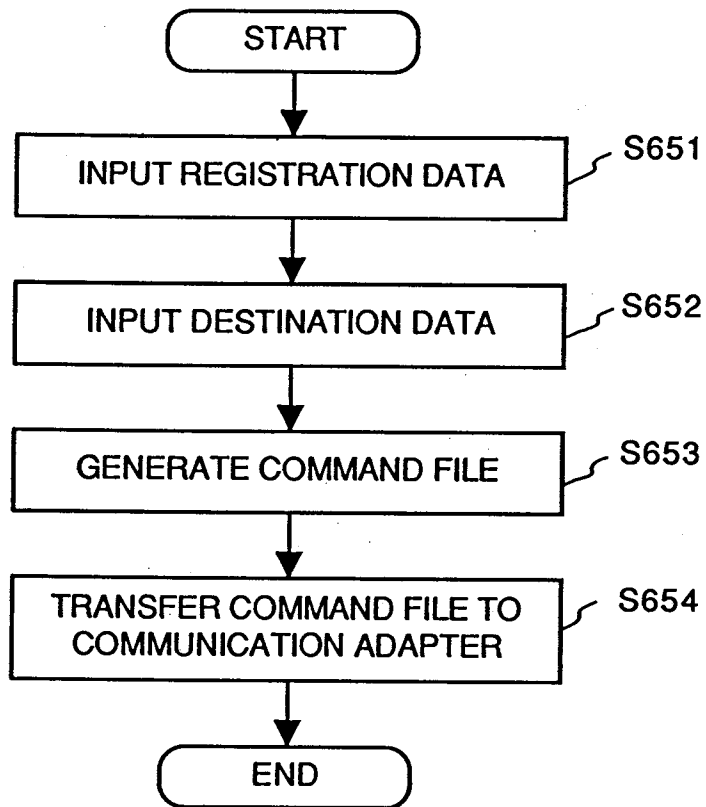 START
INPUT REGISTRATION DATA
S651
INPUT DESTINATION DATA
S652
GENERATE COMMAND FILE
S653
TRANSFER COMMAND FILE TO
COMMUNICATION ADAPTER
S654
END